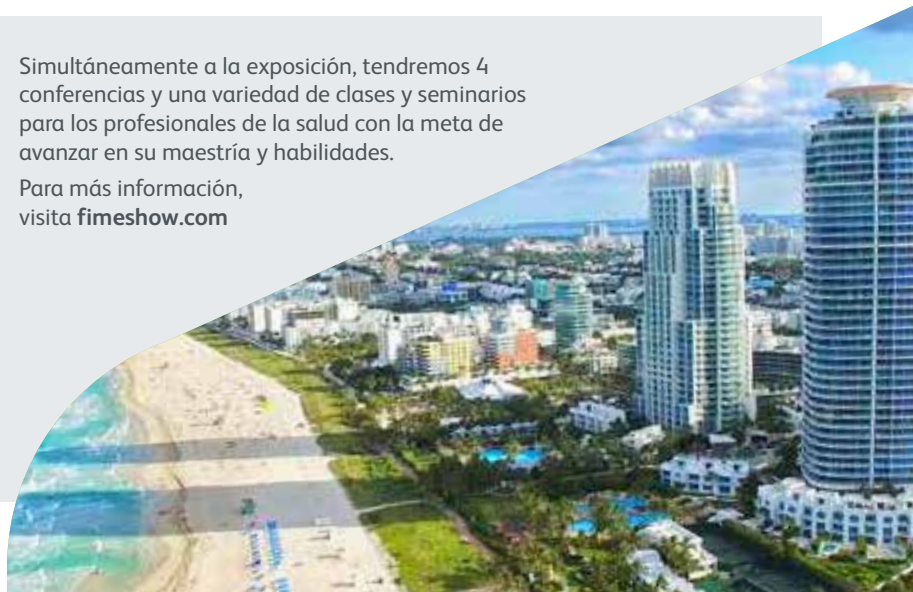 Simultáneamente a la exposición, tendremos 4
conferencias y una variedad de clases y seminarios
para los profesionales de la salud con la meta de
avanzar en su maestría y habilidades.
Para más información,
visita fimeshow.com